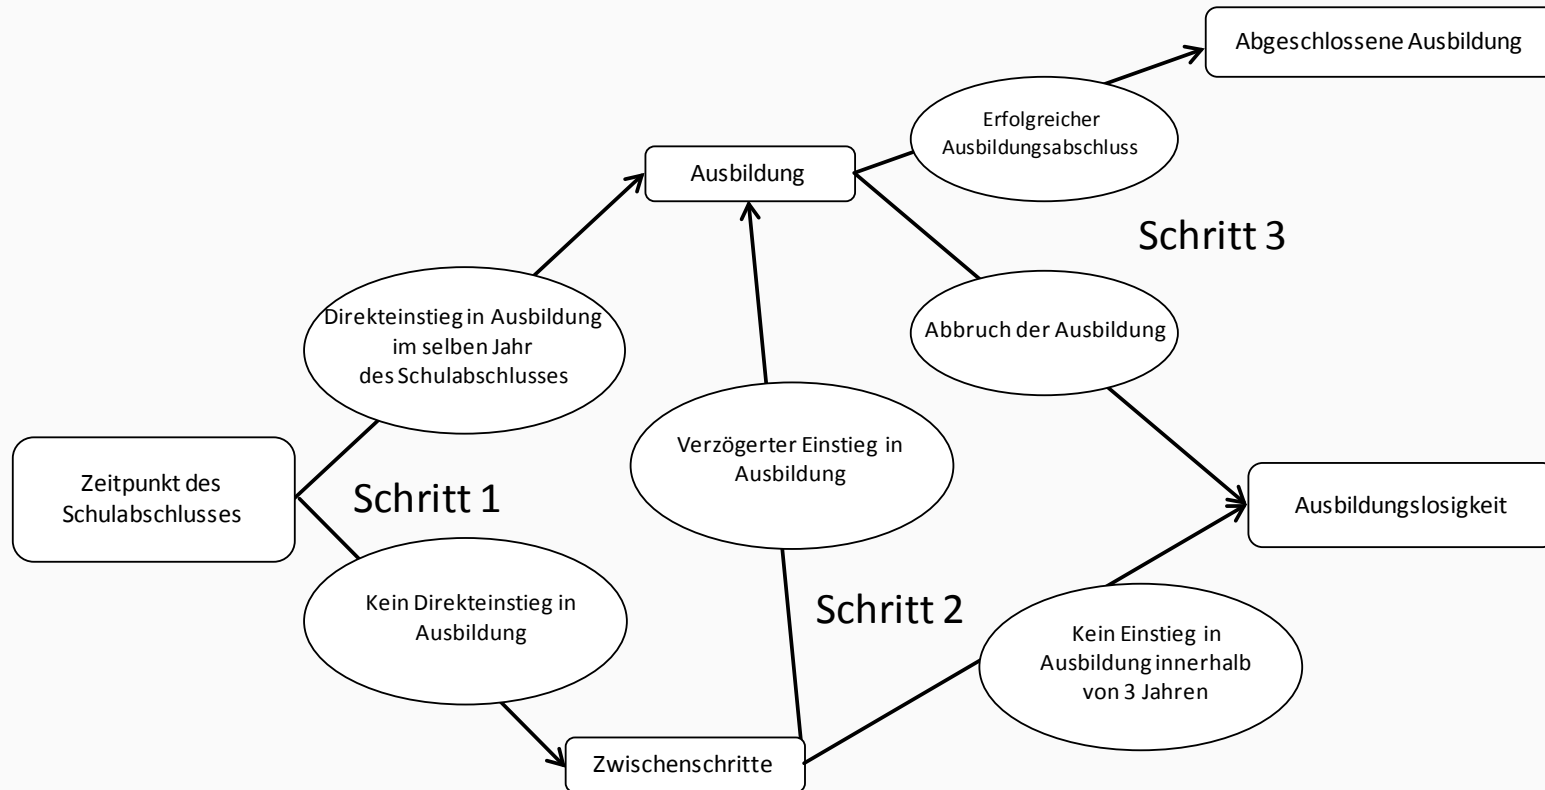 Abgeschlossene Ausbildung
Erfolgreicher
Ausbildungsabschluss
Ausbildung
Schritt 3
Direkteinstieg in Ausbildung
im selben Jahr
des Schulabschlusses
Abbruch der Ausbildung
Verzögerter Einstieg in
Ausbildung
Zeitpunkt des
Schulabschlusses
Schritt 1
Ausbildungslosigkeit
Kein Direkteinstieg in
Ausbildung
Schritt 2
Kein Einstieg in
Ausbildung innerhalb
von 3 Jahren
Zwischenschritte